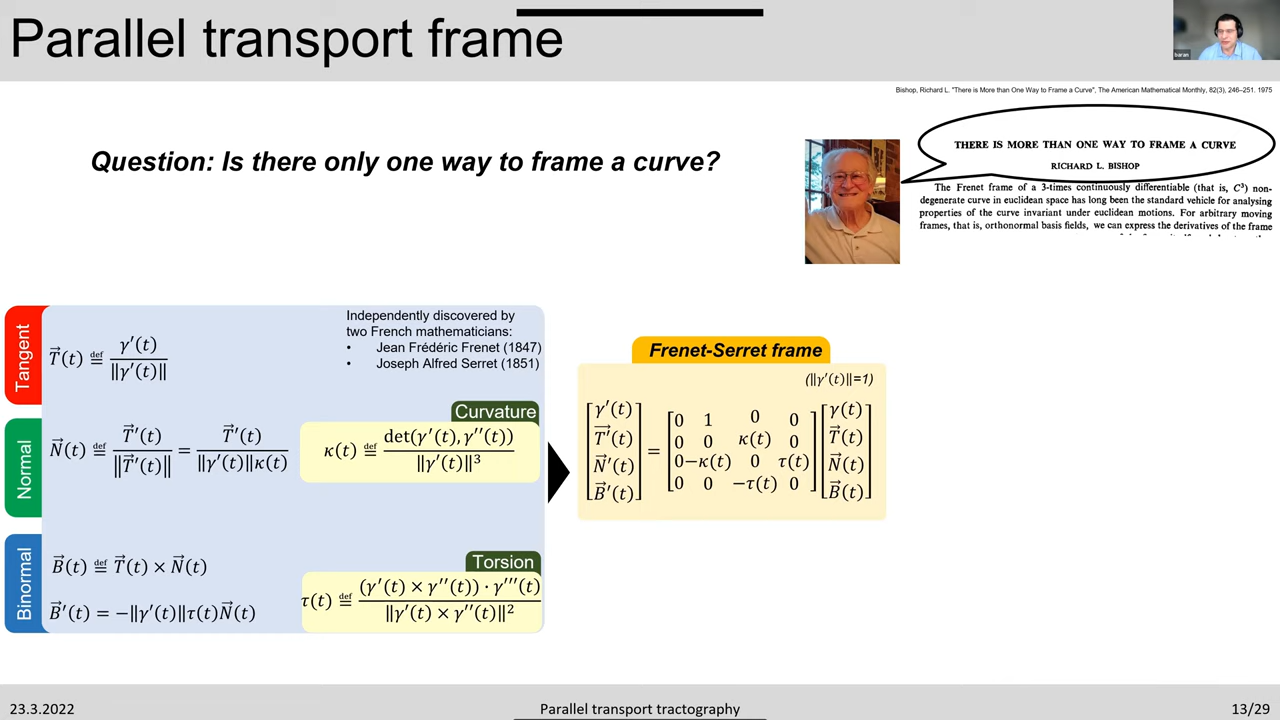 Parallel transport frame
baran
Bishop, Richard L. "There is More than One Way to Frame a Curve", The American Mathematical Monthly, 82(3), 246–251. 1975
Question: Is there only one way to frame a curve?
THERE IS MORE THAN ONE WAY TO FRAME A CURVE
RICHARD L. BISHOP
The Frenet frame of a 3-times continuously differentiable (that is, C³) non-
degenerate curve in euclidean space has long been the standard vehicle for analysing
properties of the curve invariant under euclidean motions. For arbitrary moving
frames, that is, orthonormal basis fields, we can express the derivatives of the frame
Tangent
T⃗(t) ≝ γ′(t) / ‖γ′(t)‖
Independently discovered by
two French mathematicians:
• Jean Frédéric Frenet (1847)
• Joseph Alfred Serret (1851)
Normal
N⃗(t) ≝ T⃗′(t) / ‖T⃗′(t)‖ = T⃗′(t) / ‖γ′(t)‖κ(t)
Curvature
κ(t) ≝ det(γ′(t), γ′′(t)) / ‖γ′(t)‖³
Binormal
B⃗(t) ≝ T⃗(t) × N⃗(t)
B⃗′(t) = −‖γ′(t)‖τ(t)N⃗(t)
Torsion
τ(t) ≝ (γ′(t) × γ′′(t)) · γ′′′(t) / ‖γ′(t) × γ′′(t)‖²
Frenet-Serret frame
(‖γ′(t)‖=1)
[γ′(t)] [0 1 0 0] [γ(t)]
[T⃗′(t)] [0 0 κ(t) 0] [T⃗(t)]
=
[N⃗′(t)] [0 −κ(t) 0 τ(t)] [N⃗(t)]
[B⃗′(t)] [0 0 −τ(t) 0] [B⃗(t)]
23.3.2022
Parallel transport tractography
13/29